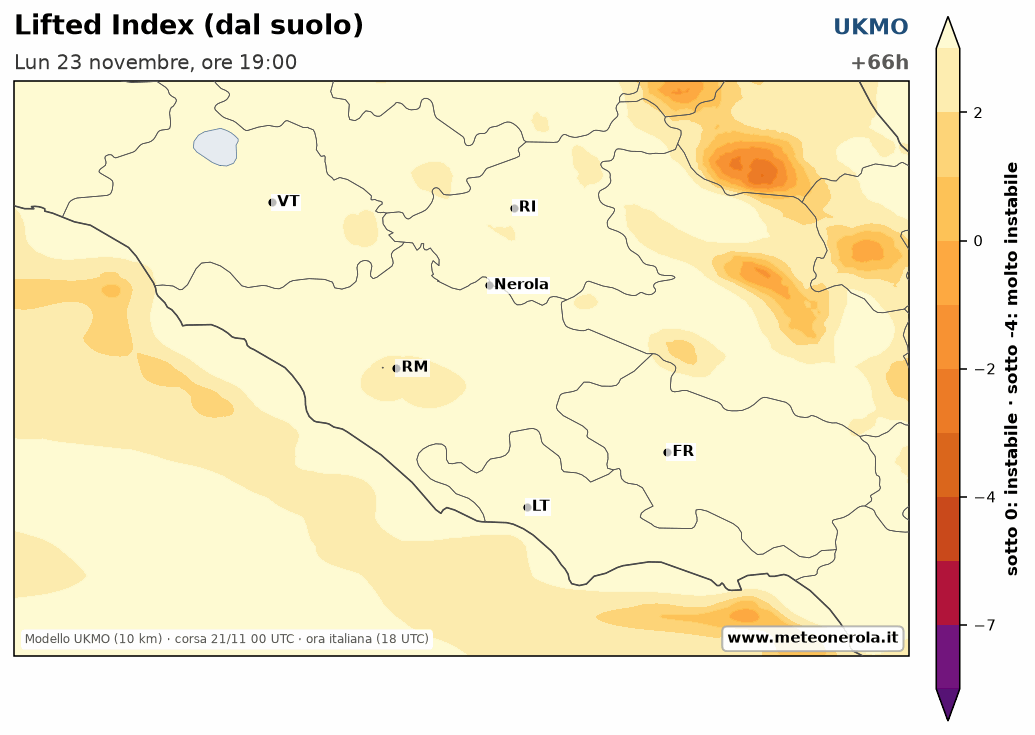 Lifted Index (dal suolo)
UKMO
Lun 23 novembre, ore 19:00
+66h
VT
RI
Nerola
RM
FR
LT
2
0
−2
−4
−7
sotto 0: instabile · sotto -4: molto instabile
Modello UKMO (10 km) · corsa 21/11 00 UTC · ora italiana (18 UTC)
www.meteonerola.it